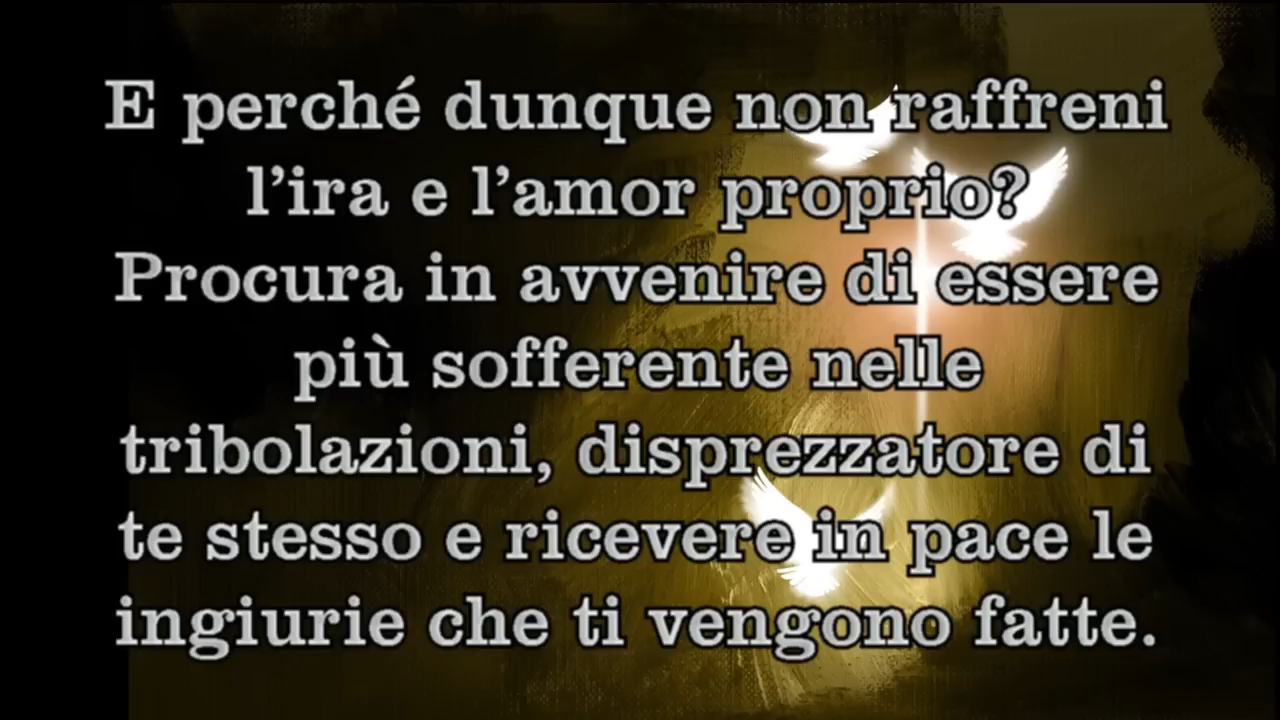 E perché dunque non raffreni
l’ira e l’amor proprio?
Procura in avvenire di essere
più sofferente nelle
tribolazioni, disprezzatore di
te stesso e ricevere in pace le
ingiurie che ti vengono fatte.